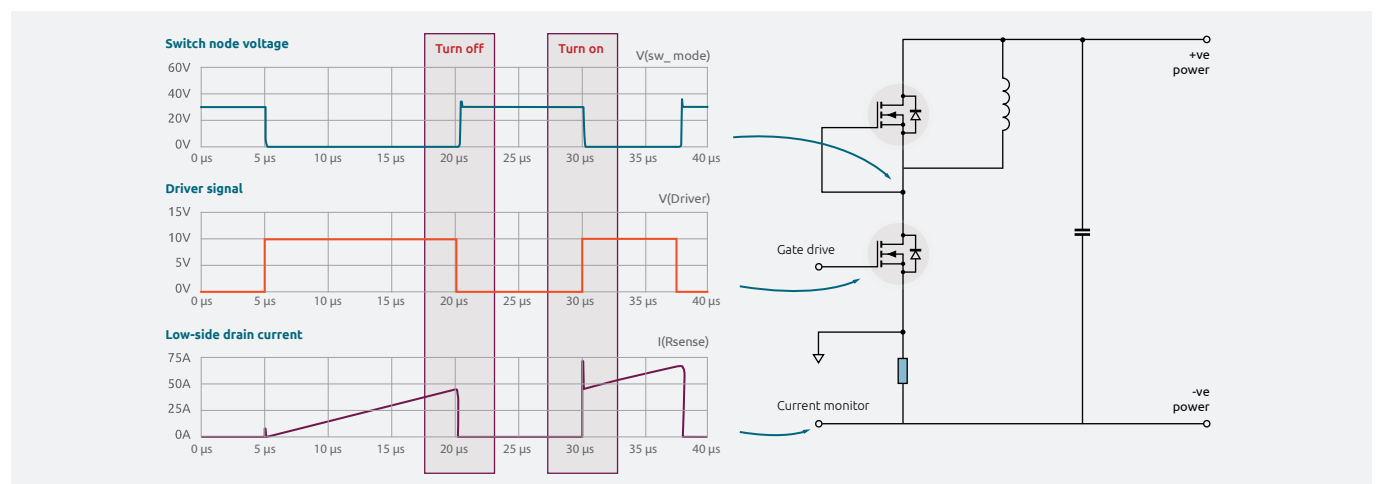 Switch node voltage
Turn off
Turn on
V(sw_ mode)
60V
40V
20V
0V
0 µs
5 µs
10 µs
15 µs
20 µs
25 µs
30 µs
35 µs
40 µs
Driver signal
V(Driver)
15V
10V
5V
0V
0 µs
5 µs
10 µs
15 µs
20 µs
25 µs
30 µs
35 µs
40 µs
Low-side drain current
I(Rsense)
75A
50A
25A
0A
0 µs
5 µs
10 µs
15 µs
20 µs
25 µs
30 µs
35 µs
40 µs
+ve
power
Gate drive
Current monitor
-ve
power